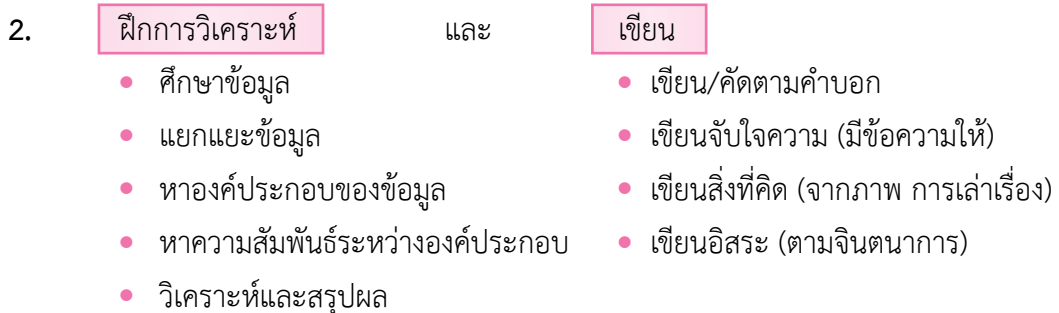 2. ฝึกการวิเคราะห์ และ เขียน
• ศึกษาข้อมูล • เขียน/คัดตามคำบอก
• แยกแยะข้อมูล • เขียนจับใจความ (มีข้อความให้)
• หาองค์ประกอบของข้อมูล • เขียนสิ่งที่คิด (จากภาพ การเล่าเรื่อง)
• หาความสัมพันธ์ระหว่างองค์ประกอบ • เขียนอิสระ (ตามจินตนาการ)
• วิเคราะห์และสรุปผล